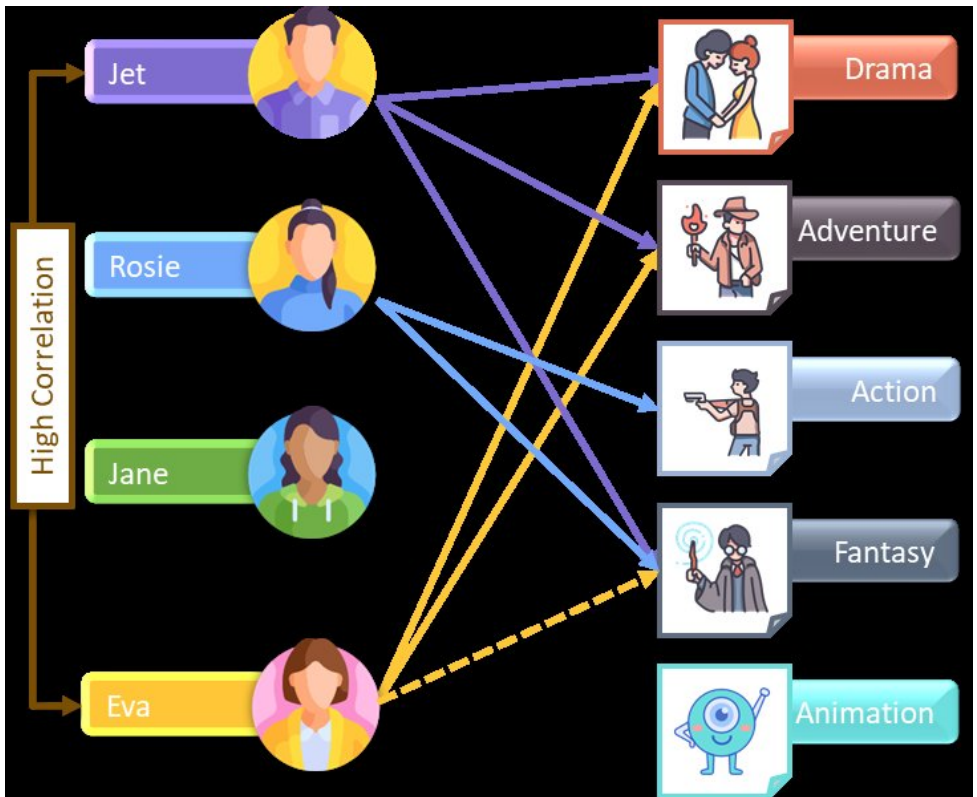 High Correlation
Jet
Rosie
Jane
Eva
Drama
Adventure
Action
Fantasy
Animation